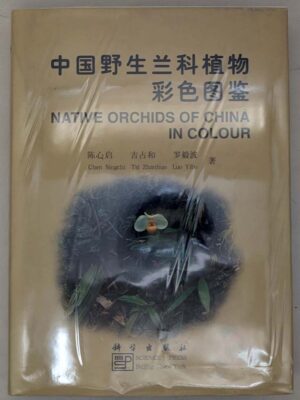 中国野生兰科植物
彩色图鉴
NATIVE ORCHIDS OF CHINA
IN COLOUR
陈心启 吉占和 罗毅波 著
Chen Singchi Tsi Zhanhuo Luo Yibo
科学出版社
SCIENCE PRESS